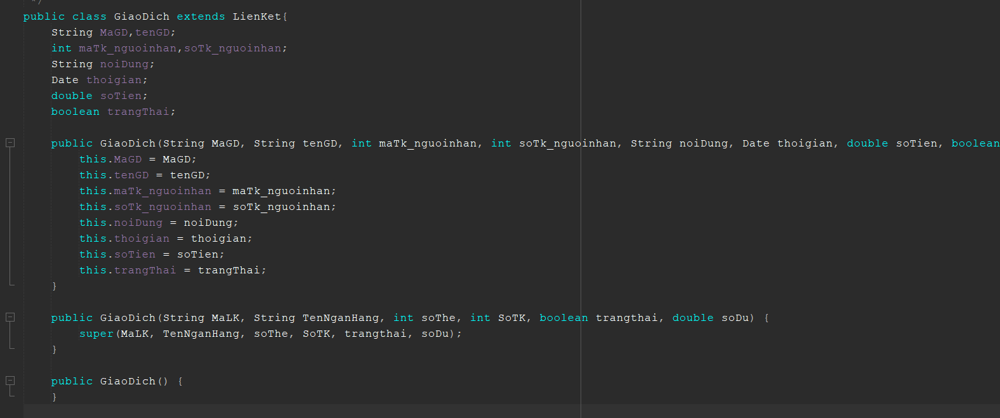 */
public class GiaoDich extends LienKet{
    String MaGD,tenGD;
    int maTk_nguoinhan,soTk_nguoinhan;
    String noiDung;
    Date thoigian;
    double soTien;
    boolean trangThai;
    public GiaoDich(String MaGD, String tenGD, int maTk_nguoinhan, int soTk_nguoinhan, String noiDung, Date thoigian, double soTien, boolean
        this.MaGD = MaGD;
        this.tenGD = tenGD;
        this.maTk_nguoinhan = maTk_nguoinhan;
        this.soTk_nguoinhan = soTk_nguoinhan;
        this.noiDung = noiDung;
        this.thoigian = thoigian;
        this.soTien = soTien;
        this.trangThai = trangThai;
    }
    public GiaoDich(String MaLK, String TenNganHang, int soThe, int SoTK, boolean trangthai, double soDu) {
        super(MaLK, TenNganHang, soThe, SoTK, trangthai, soDu);
    }
    public GiaoDich() {
    }